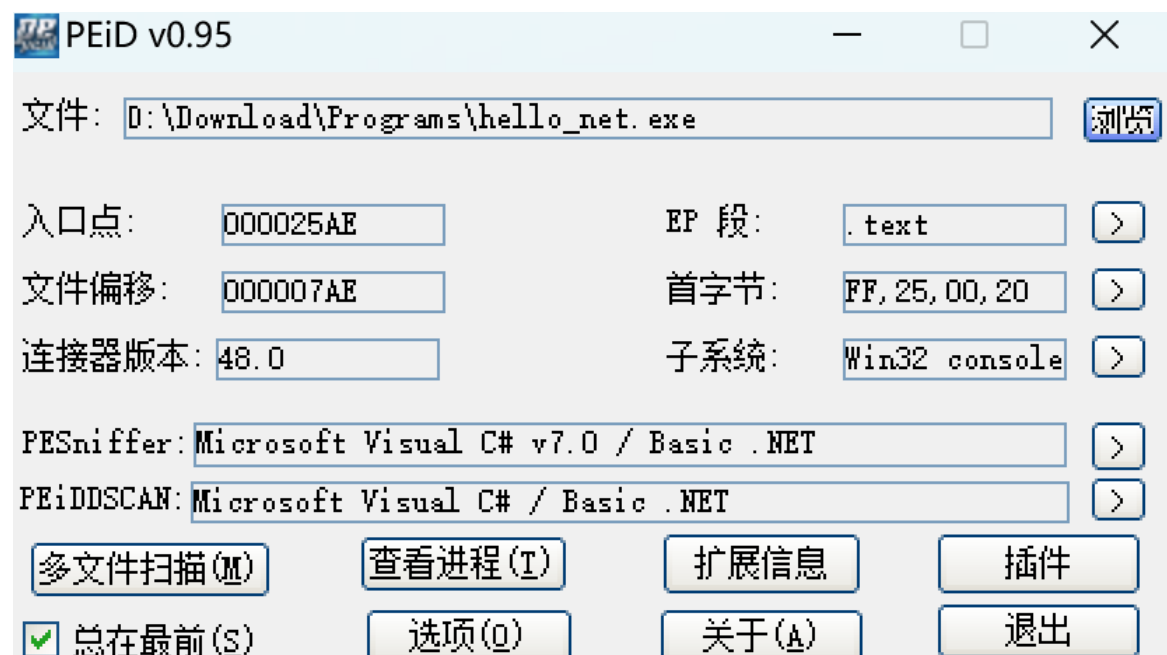 PEiD v0.95
文件: D:\Download\Programs\hello_net.exe 浏览
入口点: 000025AE EP 段: .text >
文件偏移: 000007AE 首字节: FF,25,00,20 >
连接器版本: 48.0 子系统: Win32 console >
PESniffer: Microsoft Visual C# v7.0 / Basic .NET >
PEiDDSCAN: Microsoft Visual C# / Basic .NET >
多文件扫描(M) 查看进程(T) 扩展信息 插件
总在最前(S) 选项(O) 关于(A) 退出